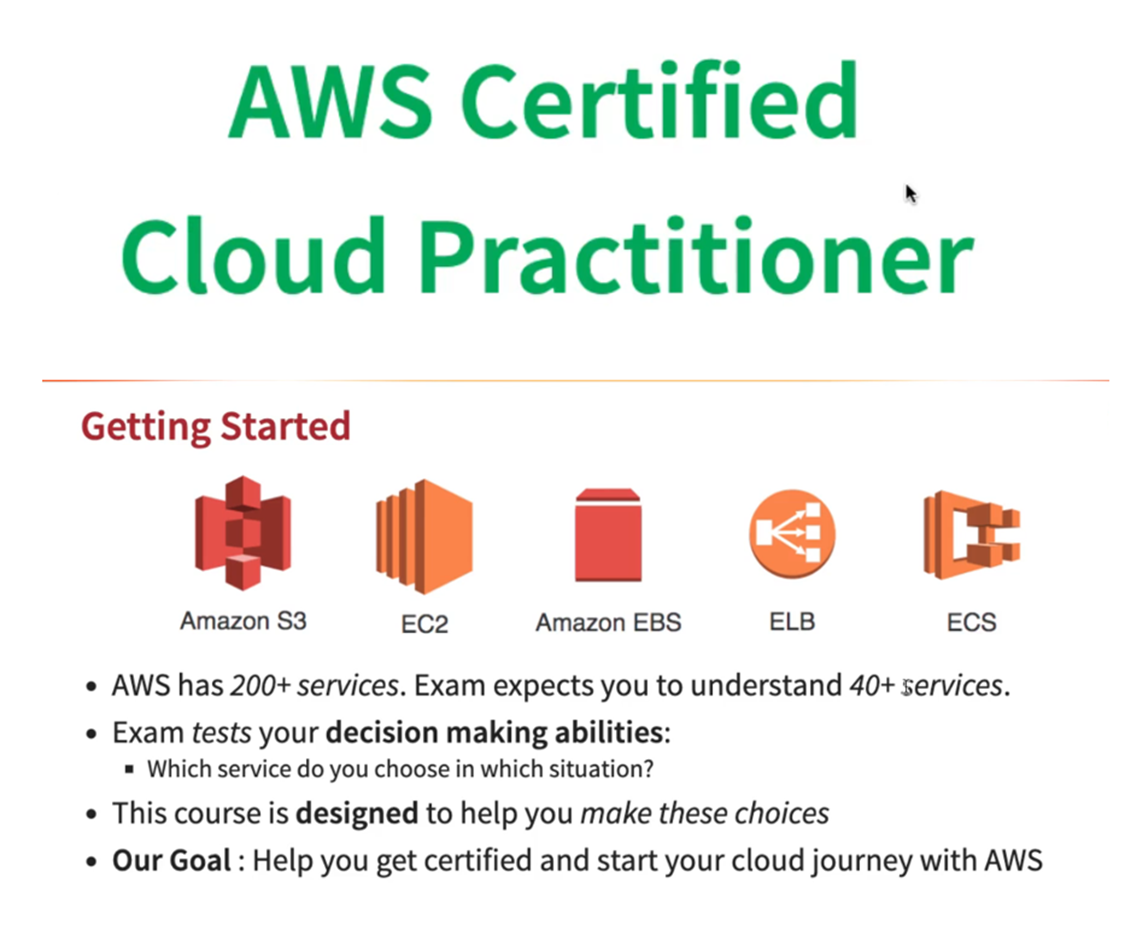 AWS Certified
Cloud Practitioner
Getting Started
Amazon S3
EC2
Amazon EBS
ELB
ECS
• AWS has 200+ services. Exam expects you to understand 40+ services.
• Exam tests your decision making abilities:
▪ Which service do you choose in which situation?
• This course is designed to help you make these choices
• Our Goal : Help you get certified and start your cloud journey with AWS